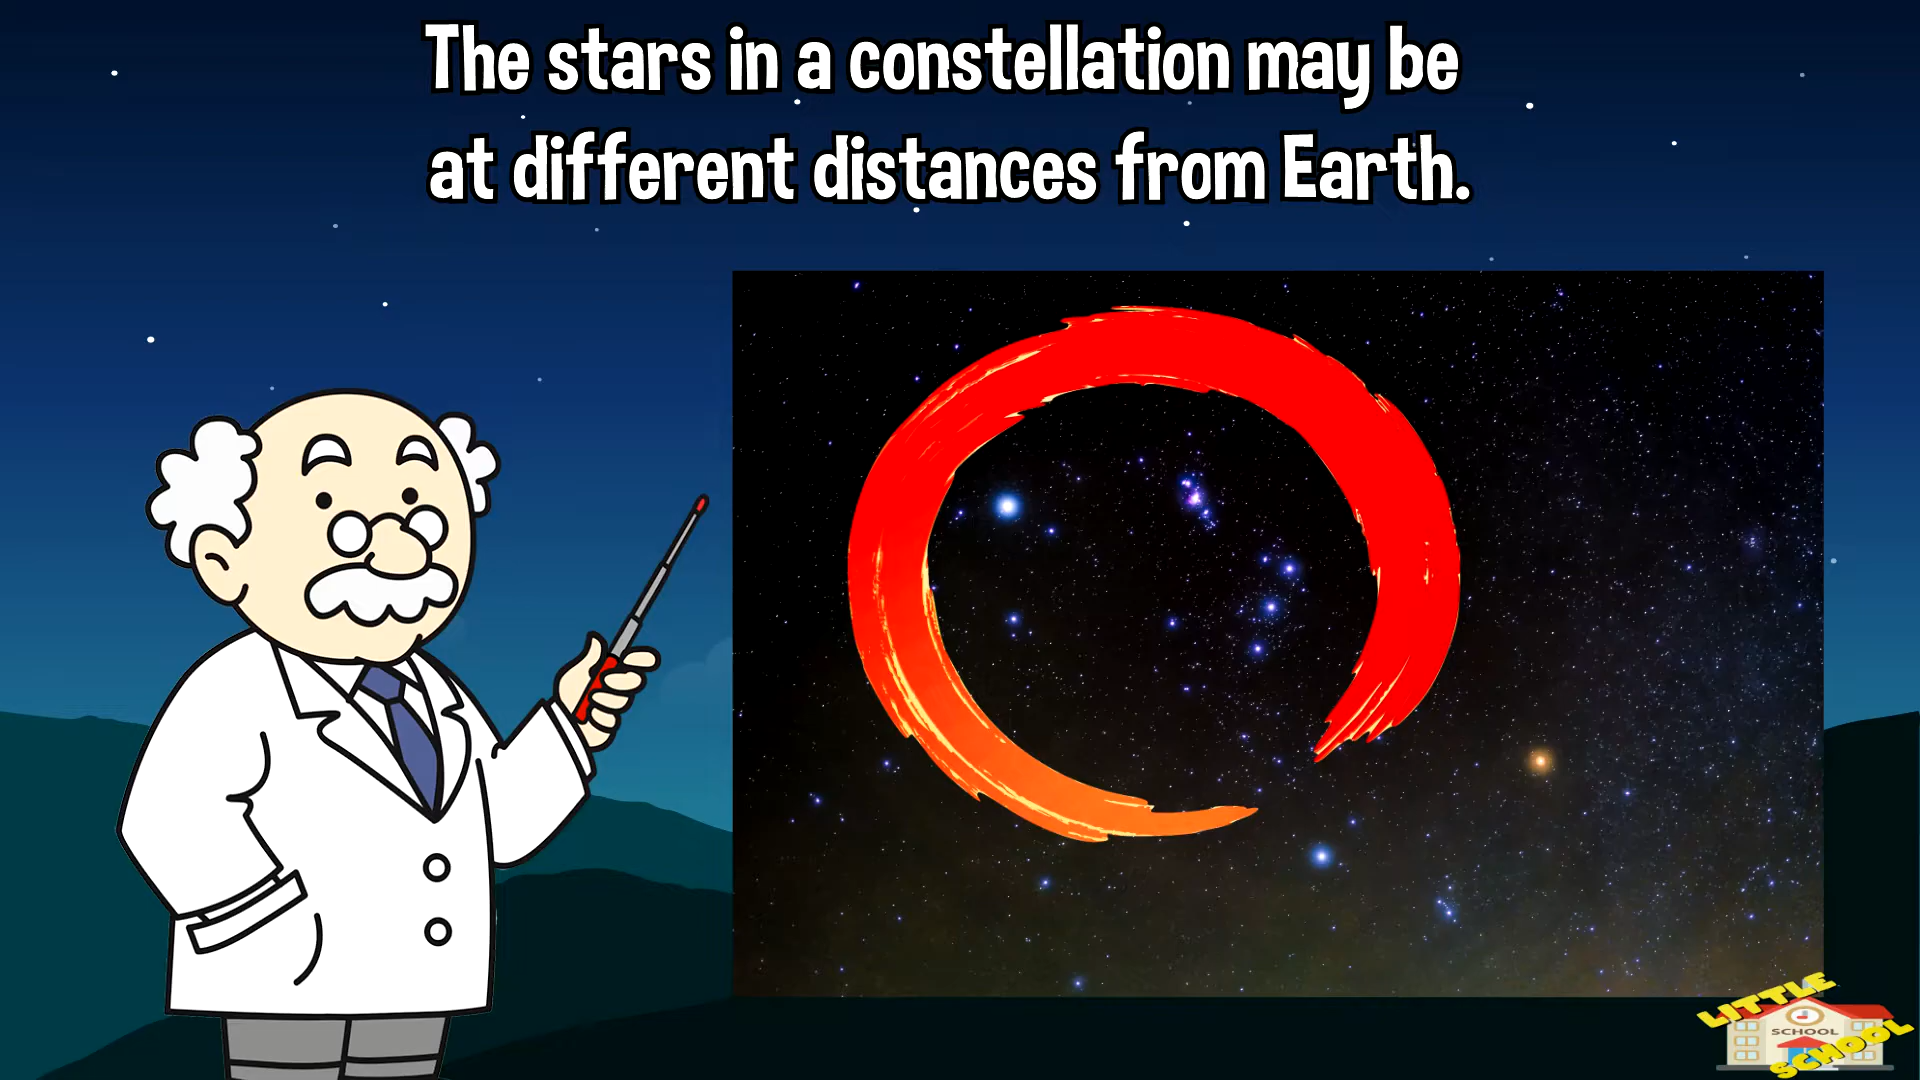 The stars in a constellation may be
at different distances from Earth.
LITTLE
SCHOOL
SCHOOL